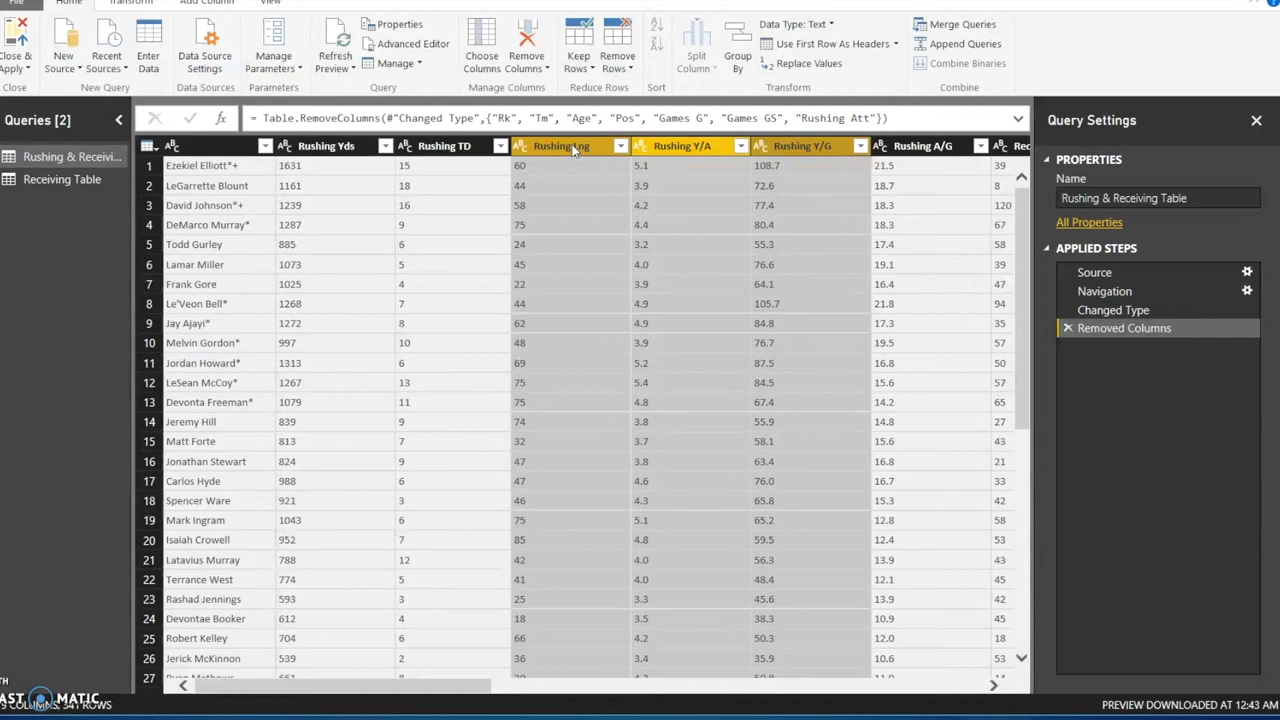 File Home Transform Add Column View
Close & Apply
New Source
Recent Sources
Enter Data
Data Source Settings
Manage Parameters
Refresh Preview
Properties
Advanced Editor
Manage
Choose Columns
Remove Columns
Keep Rows
Remove Rows
Split Column
Group By
Data Type: Text
Use First Row As Headers
Replace Values
Merge Queries
Append Queries
Combine Binaries
Close New Query Data Sources Parameters Query Manage Columns Reduce Rows Sort Transform Combine
Queries [2]
Rushing & Receivi...
Receiving Table
= Table.RemoveColumns(#"Changed Type",{"Rk", "Tm", "Age", "Pos", "Games G", "Games GS", "Rushing Att"})
Rushing Yds Rushing TD Rushing Lng Rushing Y/A Rushing Y/G Rushing A/G Rec
1 Ezekiel Elliott*+ 1631 15 60 5.1 108.7 21.5 39
2 LeGarrette Blount 1161 18 44 3.9 72.6 18.7 8
3 David Johnson*+ 1239 16 58 4.2 77.4 18.3 120
4 DeMarco Murray* 1287 9 75 4.4 80.4 18.3 67
5 Todd Gurley 885 6 24 3.2 55.3 17.4 58
6 Lamar Miller 1073 5 45 4.0 76.6 19.1 39
7 Frank Gore 1025 4 22 3.9 64.1 16.4 47
8 Le'Veon Bell* 1268 7 44 4.9 105.7 21.8 94
9 Jay Ajayi* 1272 8 62 4.9 84.8 17.3 35
10 Melvin Gordon* 997 10 48 3.9 76.7 19.5 57
11 Jordan Howard* 1313 6 69 5.2 87.5 16.8 50
12 LeSean McCoy* 1267 13 75 5.4 84.5 15.6 57
13 Devonta Freeman* 1079 11 75 4.8 67.4 14.2 65
14 Jeremy Hill 839 9 74 3.8 55.9 14.8 27
15 Matt Forte 813 7 32 3.7 58.1 15.6 43
16 Jonathan Stewart 824 9 47 3.8 63.4 16.8 21
17 Carlos Hyde 988 6 47 4.6 76.0 16.7 33
18 Spencer Ware 921 3 46 4.3 65.8 15.3 42
19 Mark Ingram 1043 6 75 5.1 65.2 12.8 58
20 Isaiah Crowell 952 7 85 4.8 59.5 12.4 53
21 Latavius Murray 788 12 42 4.0 56.3 13.9 43
22 Terrance West 774 5 41 4.0 48.4 12.1 45
23 Rashad Jennings 593 3 25 3.3 45.6 13.9 42
24 Devontae Booker 612 4 18 3.5 38.3 10.9 45
25 Robert Kelley 704 6 66 4.2 50.3 12.0 18
26 Jerick McKinnon 539 2 36 3.4 35.9 10.6 53
27 Ryan Mathews 661 8
Query Settings
PROPERTIES
Name
Rushing & Receiving Table
All Properties
APPLIED STEPS
Source
Navigation
Changed Type
Removed Columns
TH
AST MATIC
9 COLUMNS, 341 ROWS
PREVIEW DOWNLOADED AT 12:43 AM